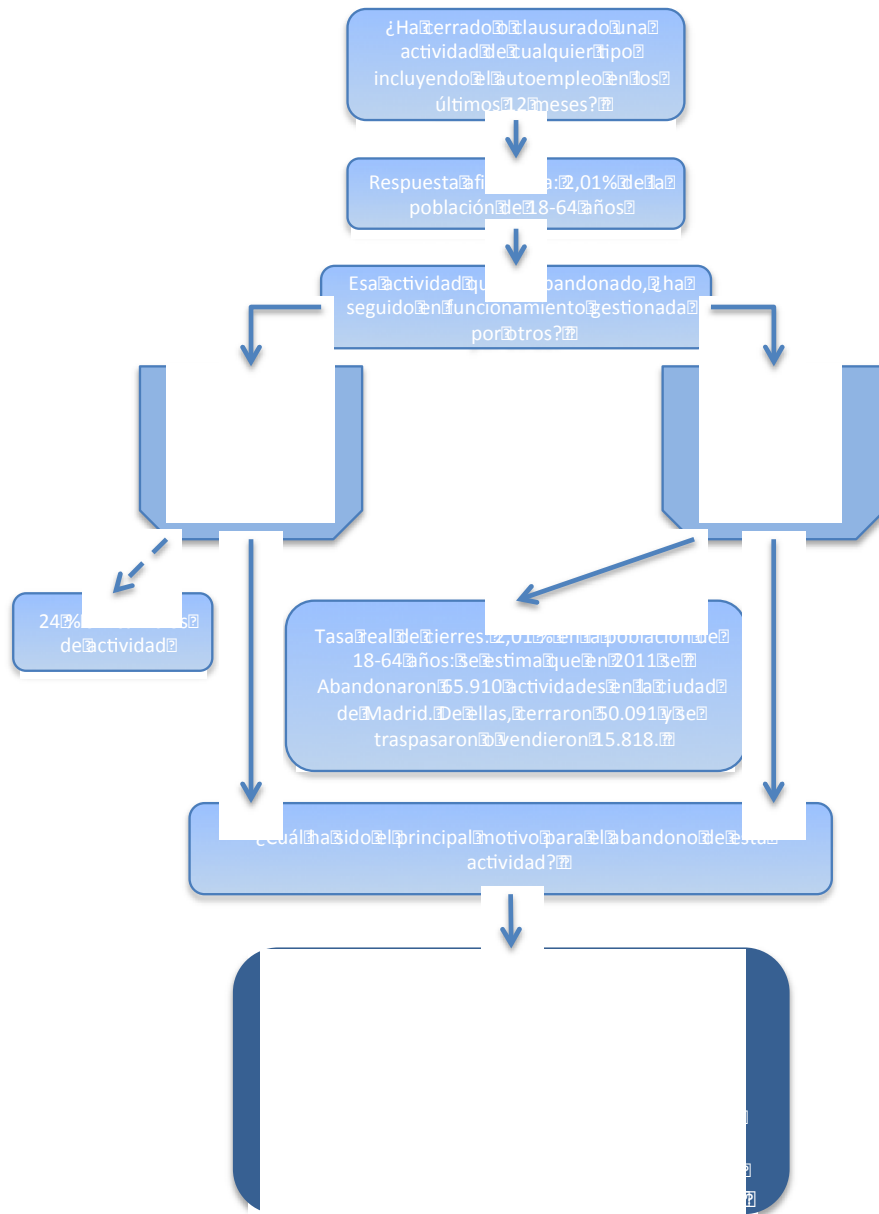 ¿Ha cerrado o clausurado una
actividad de cualquier tipo
incluyendo el autoempleo en los
últimos 12 meses?
Respuesta 2,01% de la
población de 18-64 años
Esa actividad abandonado, ¿ha
seguido en funcionamiento gestionada
por otros?
24 %
de actividad
Tasa real de cierres: 2,01% en la población de
18-64 años: se estima que en 2011 se
Abandonaron 65.910 actividades en la ciudad
de Madrid. De ellas, cerraron 50.091 y se
traspasaron o vendieron 15.818.
¿Cuál ha sido el principal motivo para el abandono de esta
actividad?